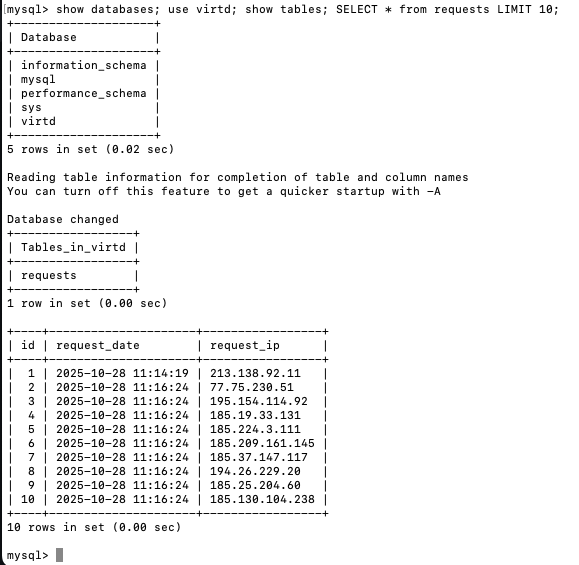 mysql> show databases; use virtd; show tables; SELECT * from requests LIMIT 10;
+--------------------+
| Database           |
+--------------------+
| information_schema |
| mysql              |
| performance_schema |
| sys                |
| virtd              |
+--------------------+
5 rows in set (0.02 sec)

Reading table information for completion of table and column names
You can turn off this feature to get a quicker startup with -A

Database changed
+-----------------+
| Tables_in_virtd |
+-----------------+
| requests        |
+-----------------+
1 row in set (0.00 sec)

+----+---------------------+-----------------+
| id | request_date        | request_ip      |
+----+---------------------+-----------------+
|  1 | 2025-10-28 11:14:19 | 213.138.92.11   |
|  2 | 2025-10-28 11:16:24 | 77.75.230.51    |
|  3 | 2025-10-28 11:16:24 | 195.154.114.92  |
|  4 | 2025-10-28 11:16:24 | 185.19.33.131   |
|  5 | 2025-10-28 11:16:24 | 185.224.3.111   |
|  6 | 2025-10-28 11:16:24 | 185.209.161.145 |
|  7 | 2025-10-28 11:16:24 | 185.37.147.117  |
|  8 | 2025-10-28 11:16:24 | 194.26.229.20   |
|  9 | 2025-10-28 11:16:24 | 185.25.204.60   |
| 10 | 2025-10-28 11:16:24 | 185.130.104.238 |
+----+---------------------+-----------------+
10 rows in set (0.00 sec)

mysql>